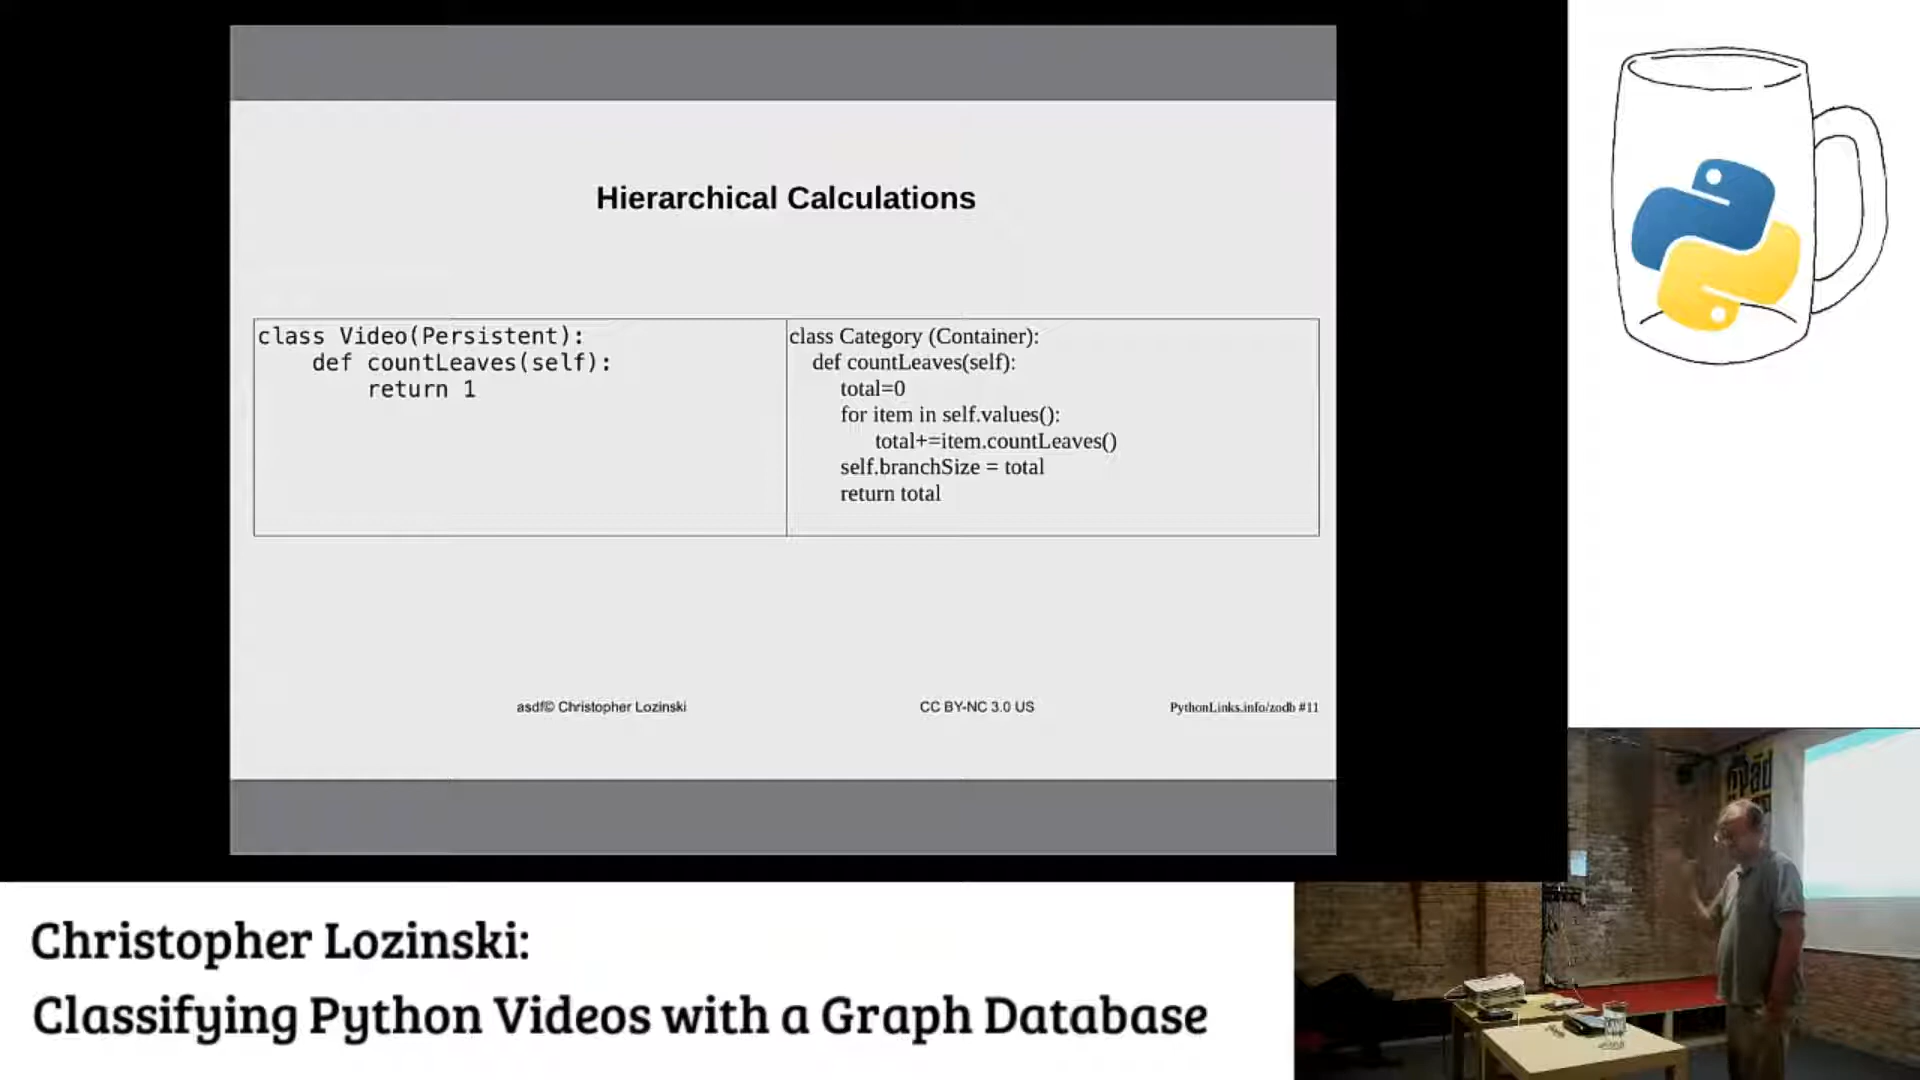 Hierarchical Calculations
class Video(Persistent):
def countLeaves(self):
return 1
class Category (Container):
def countLeaves(self):
total=0
for item in self.values():
total+=item.countLeaves()
self.branchSize = total
return total
asdf© Christopher Lozinski
CC BY-NC 3.0 US
PythonLinks.info/zodb #11
Christopher Lozinski:
Classifying Python Videos with a Graph Database